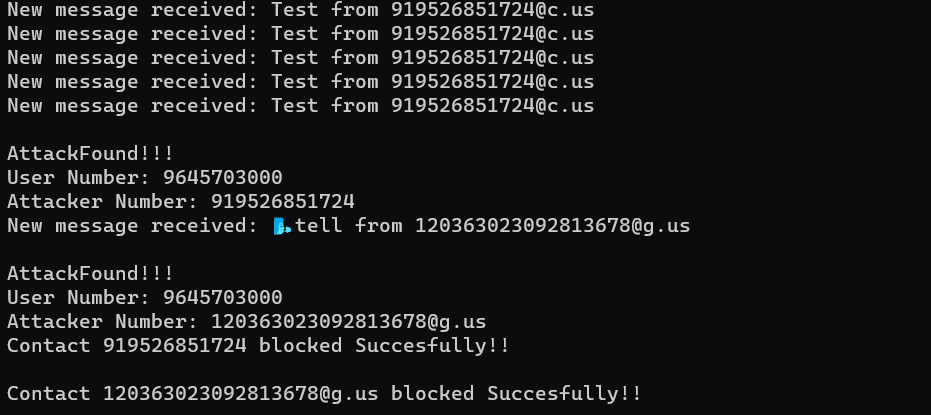 New message received: Test from 919526851724@c.us
New message received: Test from 919526851724@c.us
New message received: Test from 919526851724@c.us
New message received: Test from 919526851724@c.us
New message received: Test from 919526851724@c.us
AttackFound!!!
User Number: 9645703000
Attacker Number: 919526851724
New message received: 🌬tell from 120363023092813678@g.us
AttackFound!!!
User Number: 9645703000
Attacker Number: 120363023092813678@g.us
Contact 919526851724 blocked Succesfully!!
Contact 120363023092813678@g.us blocked Succesfully!!